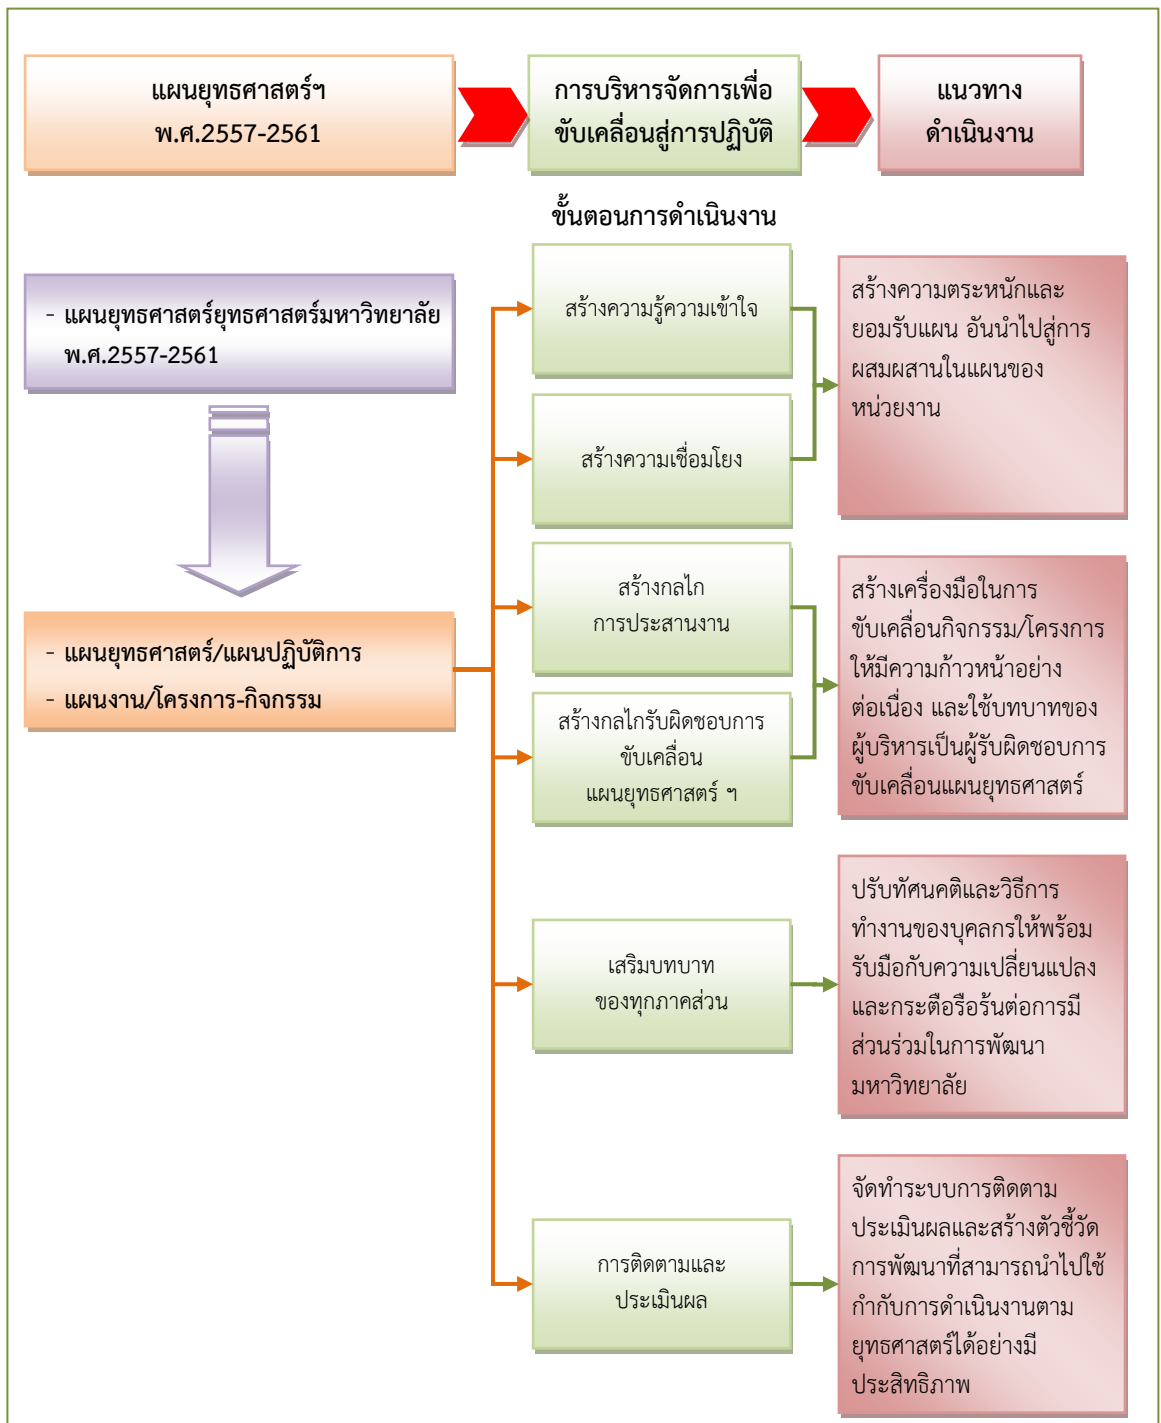 แผนยุทธศาสตร์ฯ
พ.ศ.2557-2561
การบริหารจัดการเพื่อ
ขับเคลื่อนสู่การปฏิบัติ
แนวทาง
ดำเนินงาน
ขั้นตอนการดำเนินงาน
- แผนยุทธศาสตร์ยุทธศาสตร์มหาวิทยาลัย
พ.ศ.2557-2561
- แผนยุทธศาสตร์/แผนปฏิบัติการ
- แผนงาน/โครงการ-กิจกรรม
สร้างความรู้ความเข้าใจ
สร้างความเชื่อมโยง
สร้างความตระหนักและ
ยอมรับแผน อันนำไปสู่การ
ผสมผสานในแผนของ
หน่วยงาน
สร้างกลไก
การประสานงาน
สร้างกลไกรับผิดชอบการ
ขับเคลื่อน
แผนยุทธศาสตร์ ฯ
สร้างเครื่องมือในการ
ขับเคลื่อนกิจกรรม/โครงการ
ให้มีความก้าวหน้าอย่าง
ต่อเนื่อง และใช้บทบาทของ
ผู้บริหารเป็นผู้รับผิดชอบการ
ขับเคลื่อนแผนยุทธศาสตร์
เสริมบทบาท
ของทุกภาคส่วน
ปรับทัศนคติและวิธีการ
ทำงานของบุคลกรให้พร้อม
รับมือกับความเปลี่ยนแปลง
และกระตือรือร้นต่อการมี
ส่วนร่วมในการพัฒนา
มหาวิทยาลัย
การติดตามและ
ประเมินผล
จัดทำระบบการติดตาม
ประเมินผลและสร้างตัวชี้วัด
การพัฒนาที่สามารถนำไปใช้
กำกับการดำเนินงานตาม
ยุทธศาสตร์ได้อย่างมี
ประสิทธิภาพ